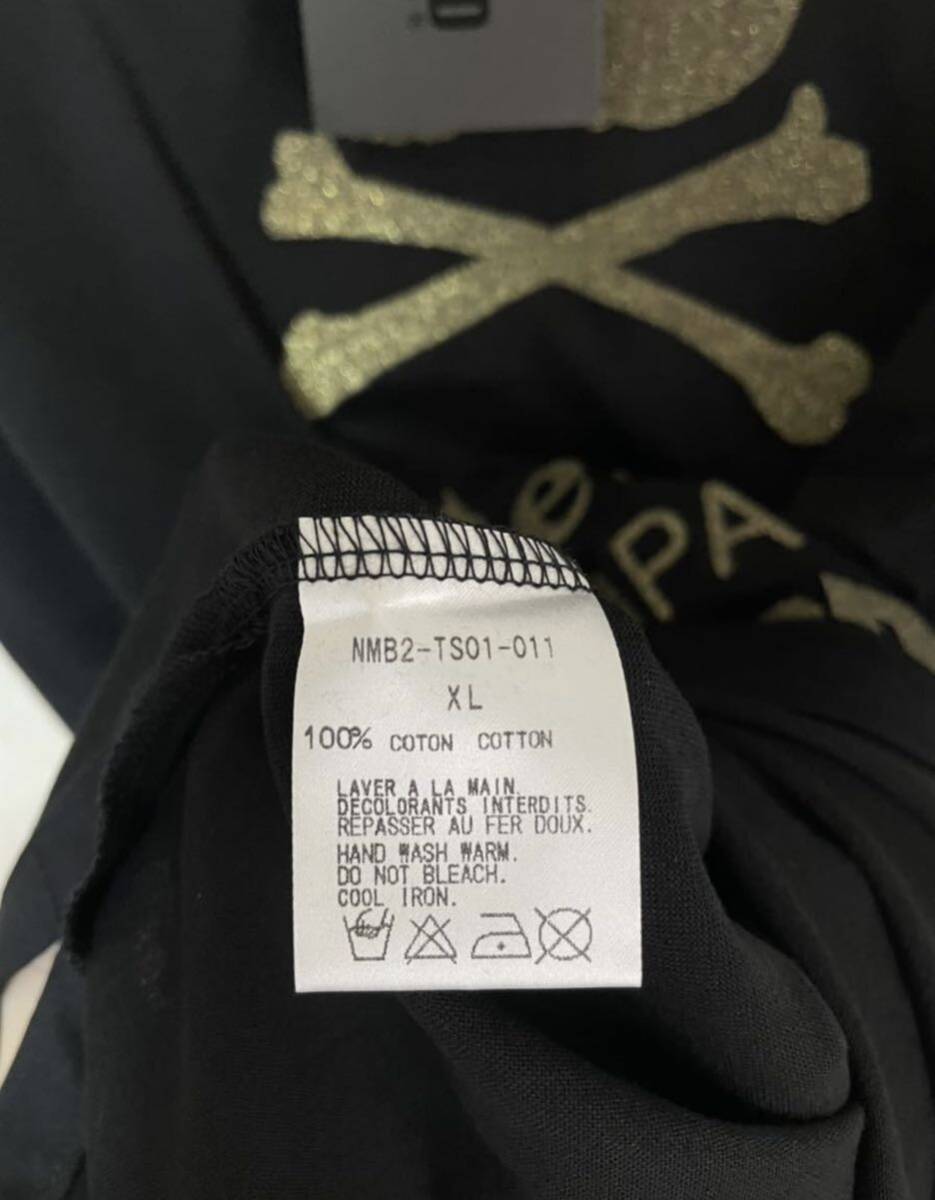 PA
NMB2-TS01-011
XL
100% COTON COTTON
LAVER A LA MAIN.
DECOLORANTS INTERDITS.
REPASSER AU FER DOUX.
HAND WASH WARM.
DO NOT BLEACH.
COOL IRON.